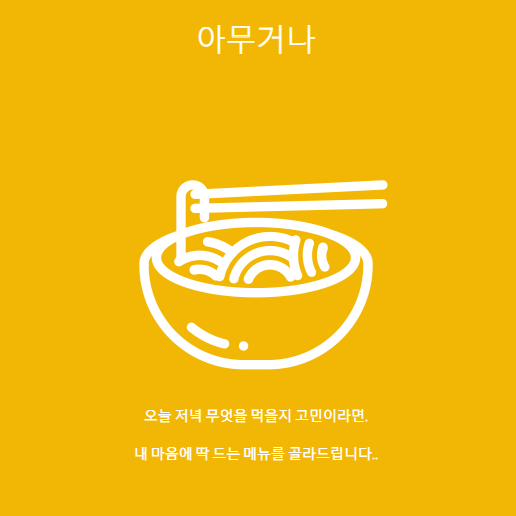 아무거나
오늘 저녁 무엇을 먹을지 고민이라면.
내 마음에 딱 드는 메뉴를 골라드립니다..